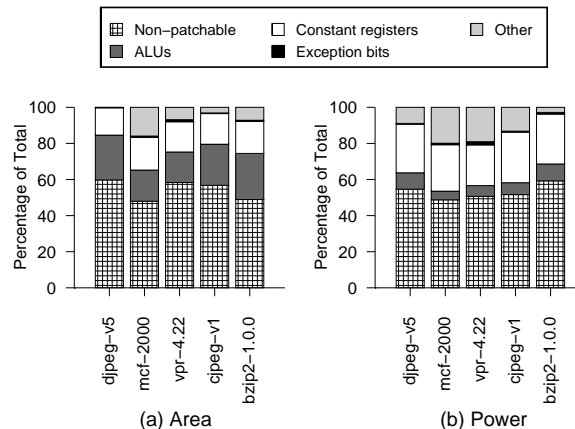 Non−patchable
Constant registers
Other
ALUs
Exception bits
Percentage of Total
100
80
60
40
20
0
djpeg−v5
mcf−2000
vpr−4.22
cjpeg−v1
bzip2−1.0.0
(a) Area
Percentage of Total
100
80
60
40
20
0
djpeg−v5
mcf−2000
vpr−4.22
cjpeg−v1
bzip2−1.0.0
(b) Power